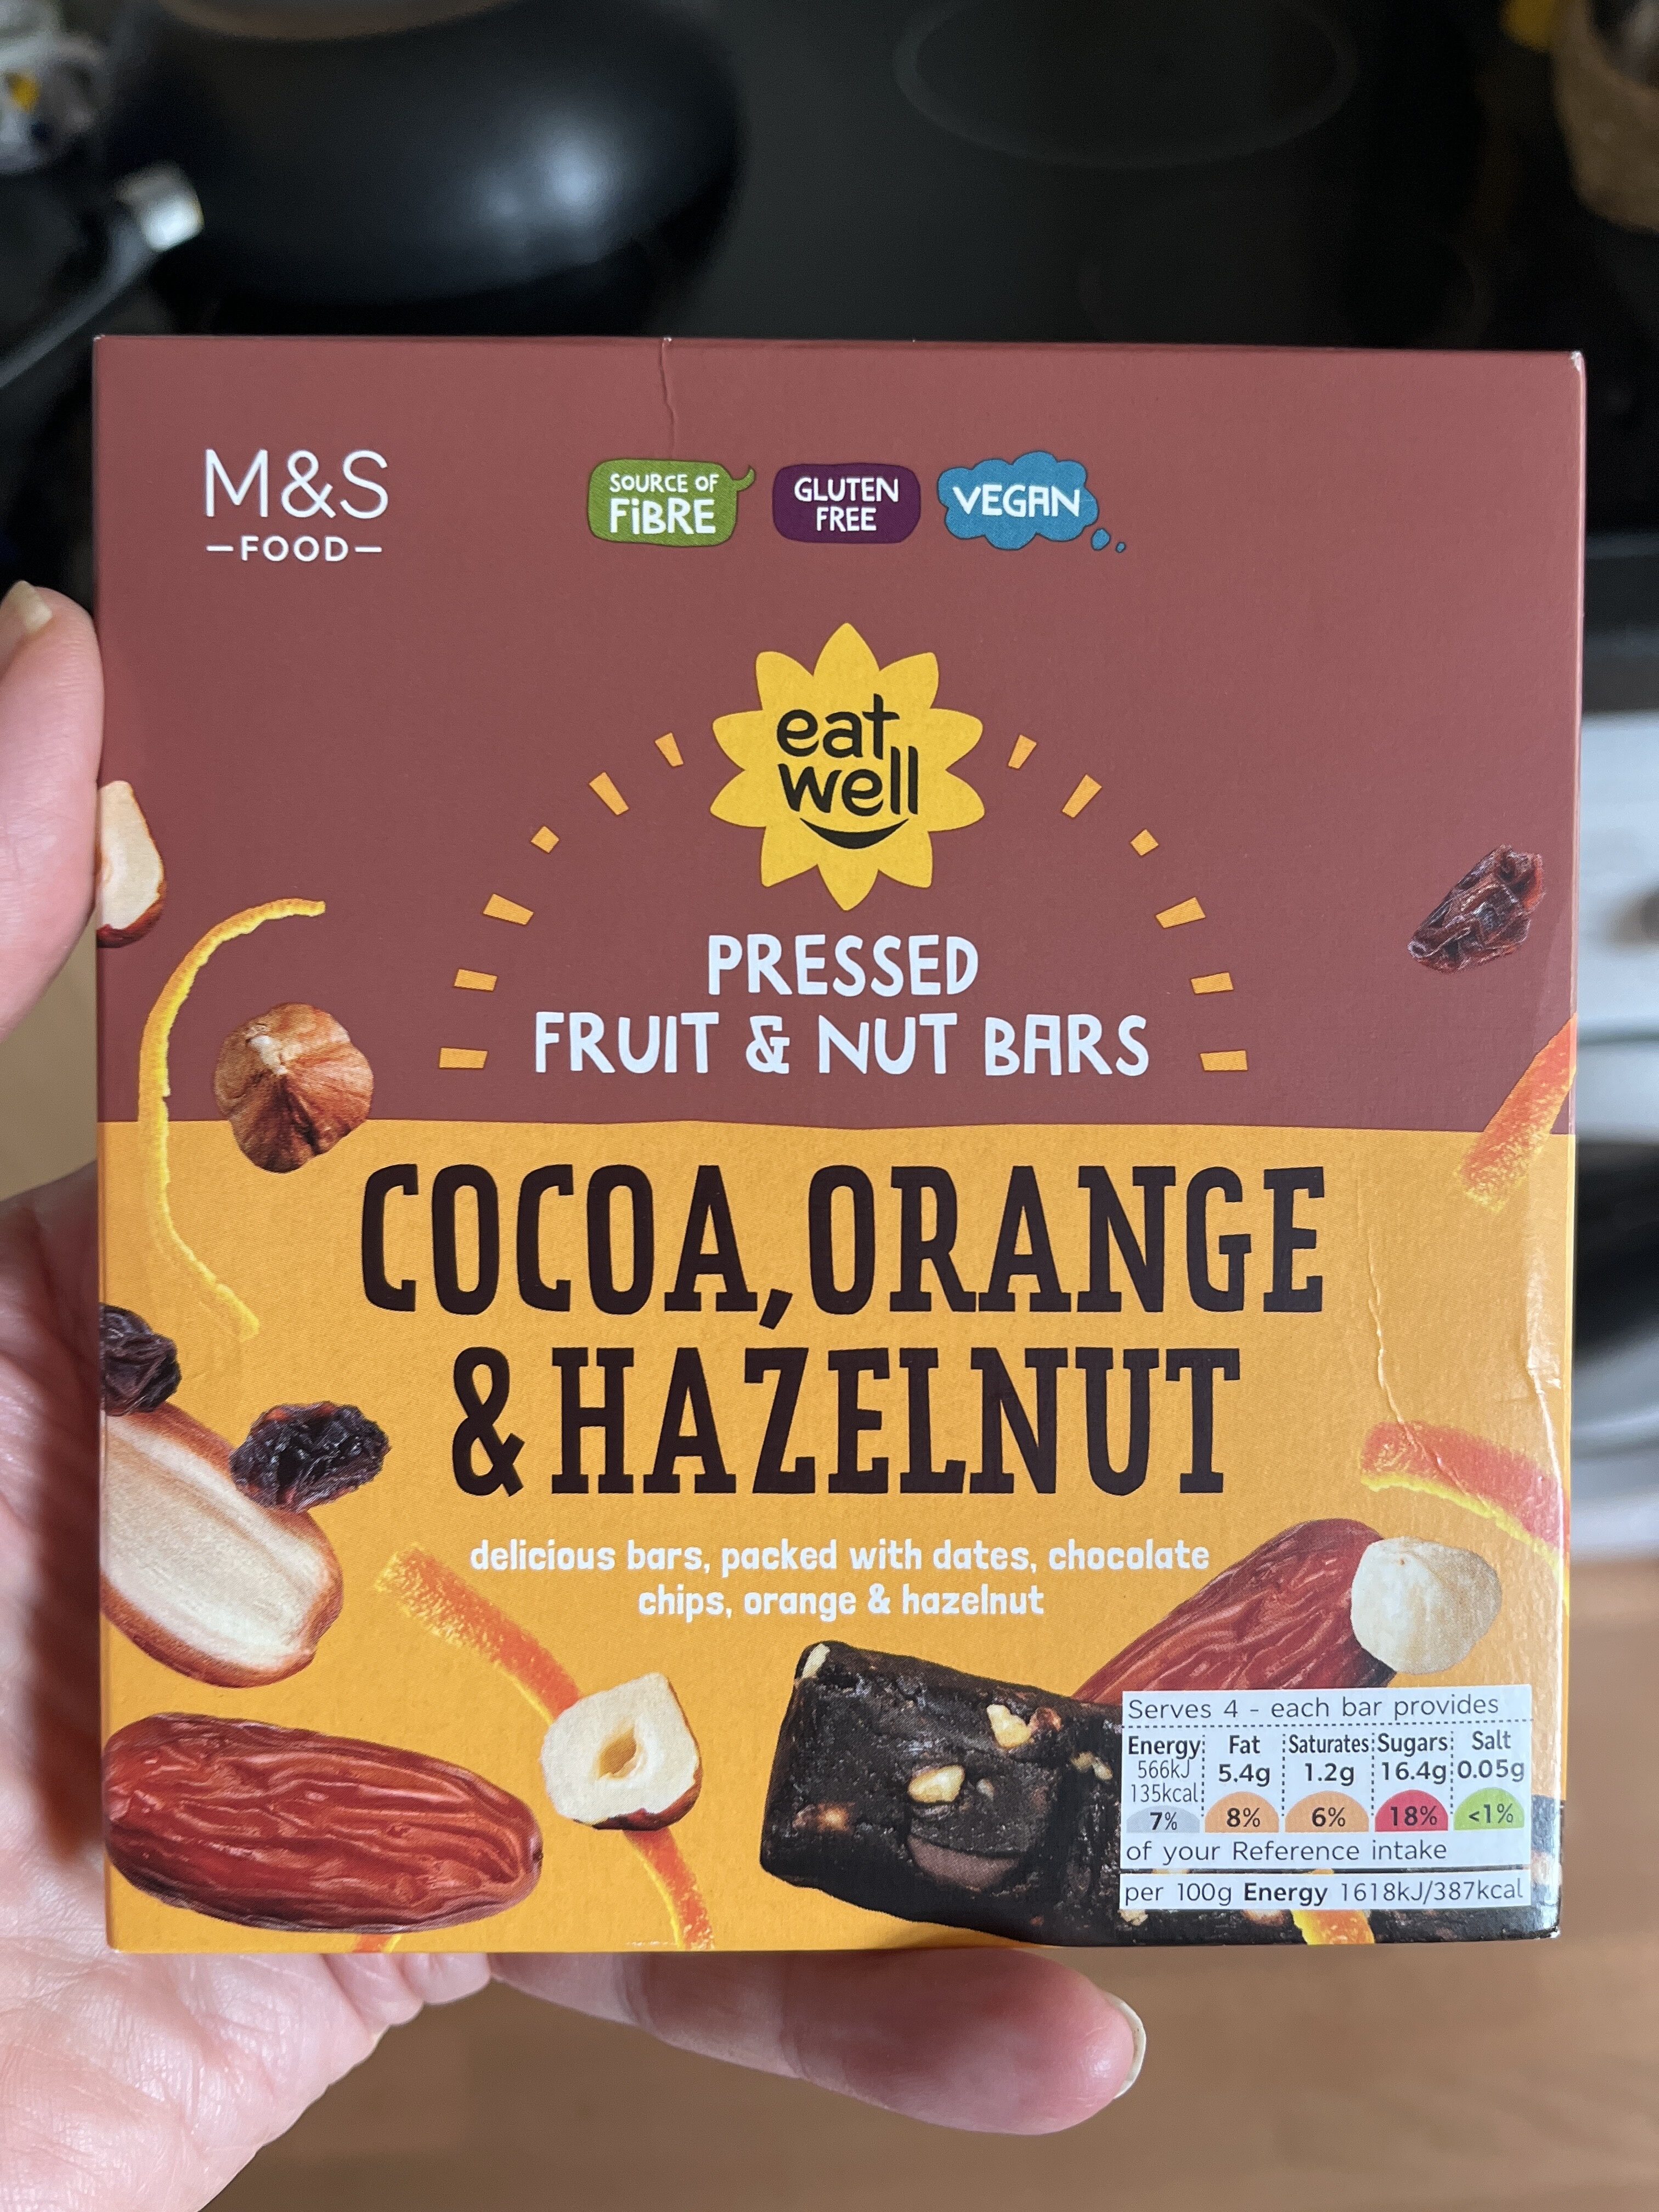 M&S
FOOD
SOURCE OF
FiBRE
GLUTEN
FREE
VEGAN
eat
well
PRESSED
FRUIT & NUT BARS
COCOA, ORANGE
& HAZELNUT
delicious bars, packed with dates, chocolate
chips, orange & hazelnut
Serves 4 - each bar provides
Energy Fat Saturates Sugars Salt
566kJ 5.4g 1.2g 16.4g 0.05g
135kcal
7% 8% 6% 18% <1%
of your Reference intake
per 100g Energy 1618kJ/387kcal